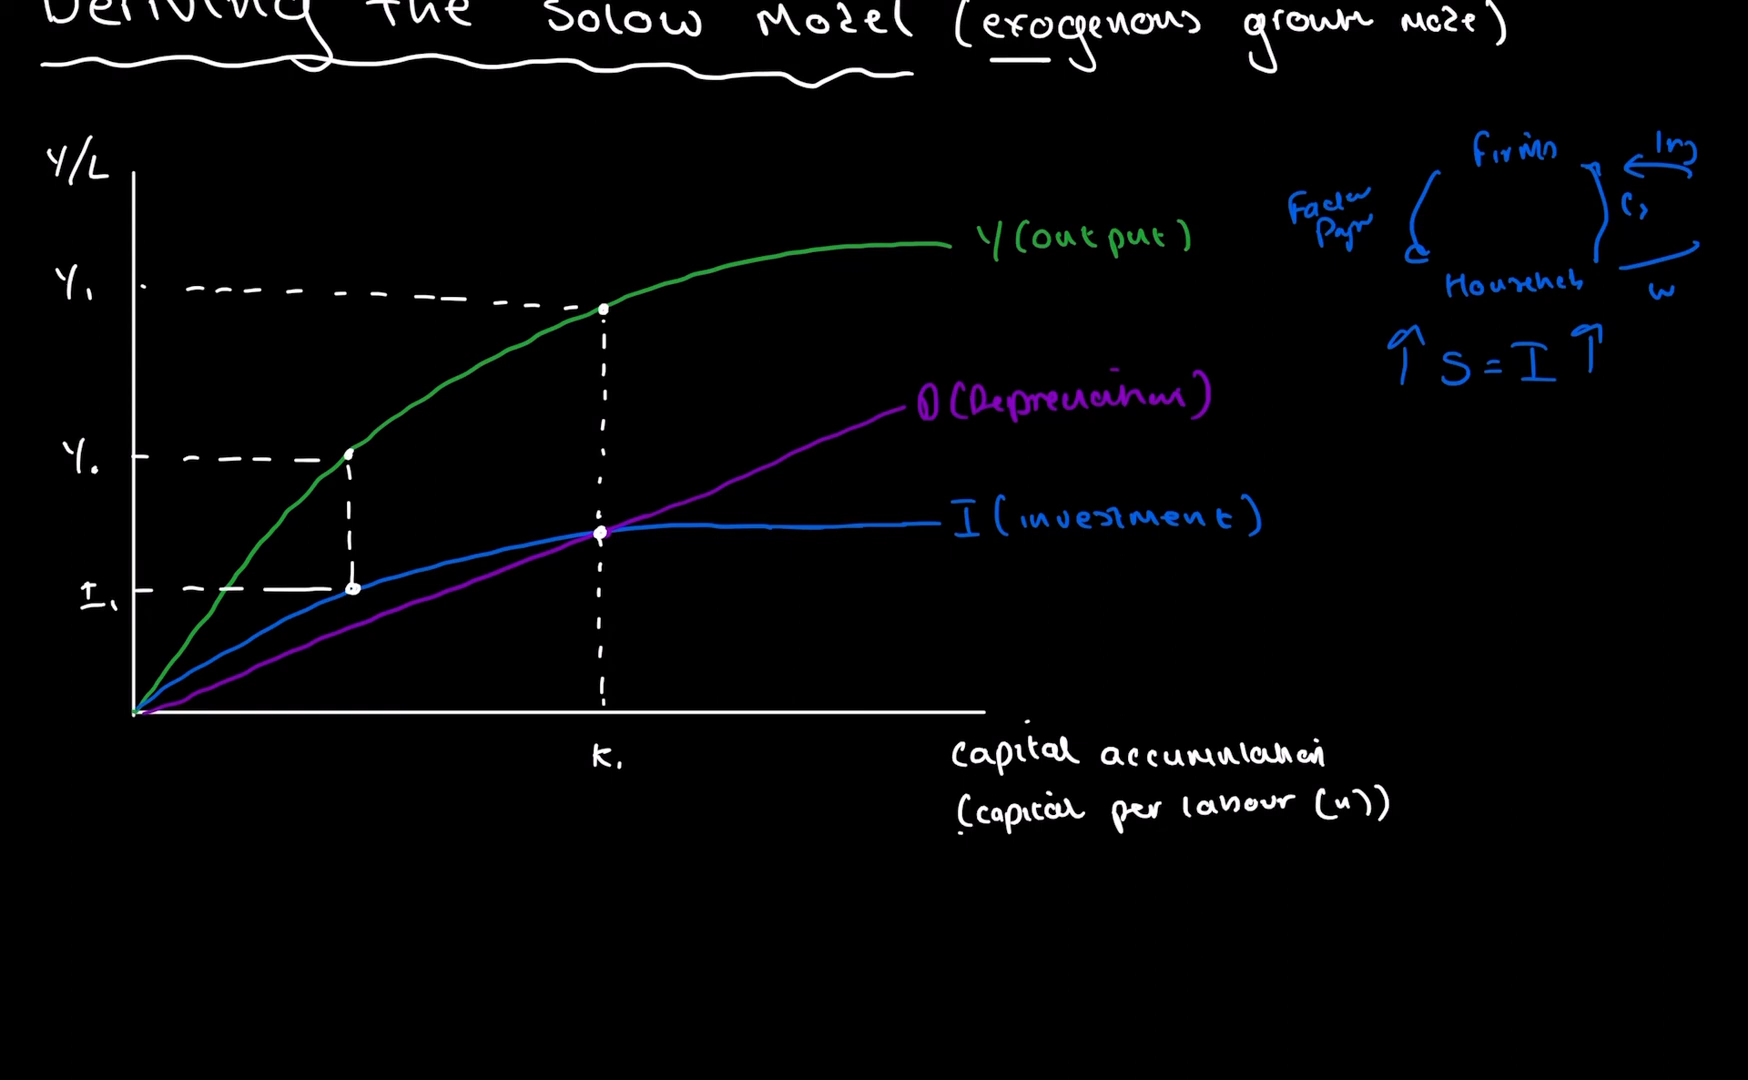 Deriving the Solow Model (exogenous growth model)
Y/L
Y₁
Y₀
I₁
Y (output)
D (Depreciation)
I (investment)
K₁
capital accumulation
(capital per labour (n))
Firms
Inj
Factor
C,
Households
W
↑ S = I ↑